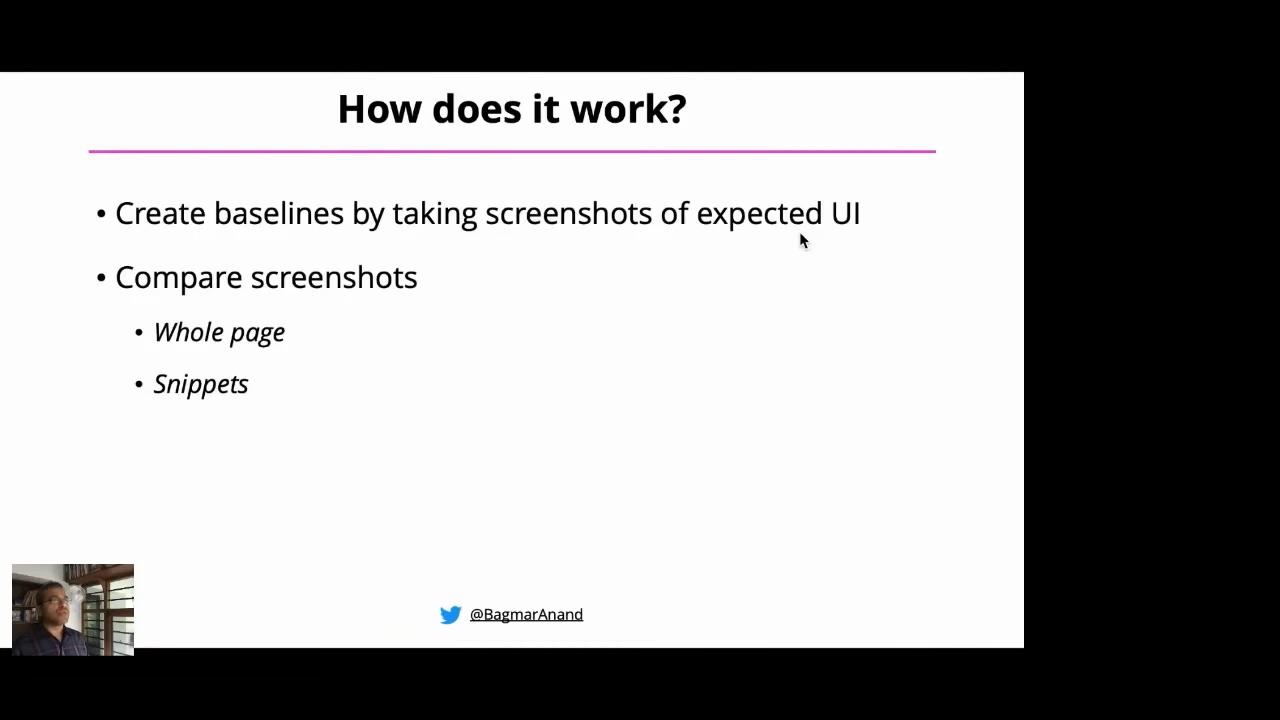 How does it work?
• Create baselines by taking screenshots of expected UI
• Compare screenshots
• Whole page
• Snippets
@BagmarAnand